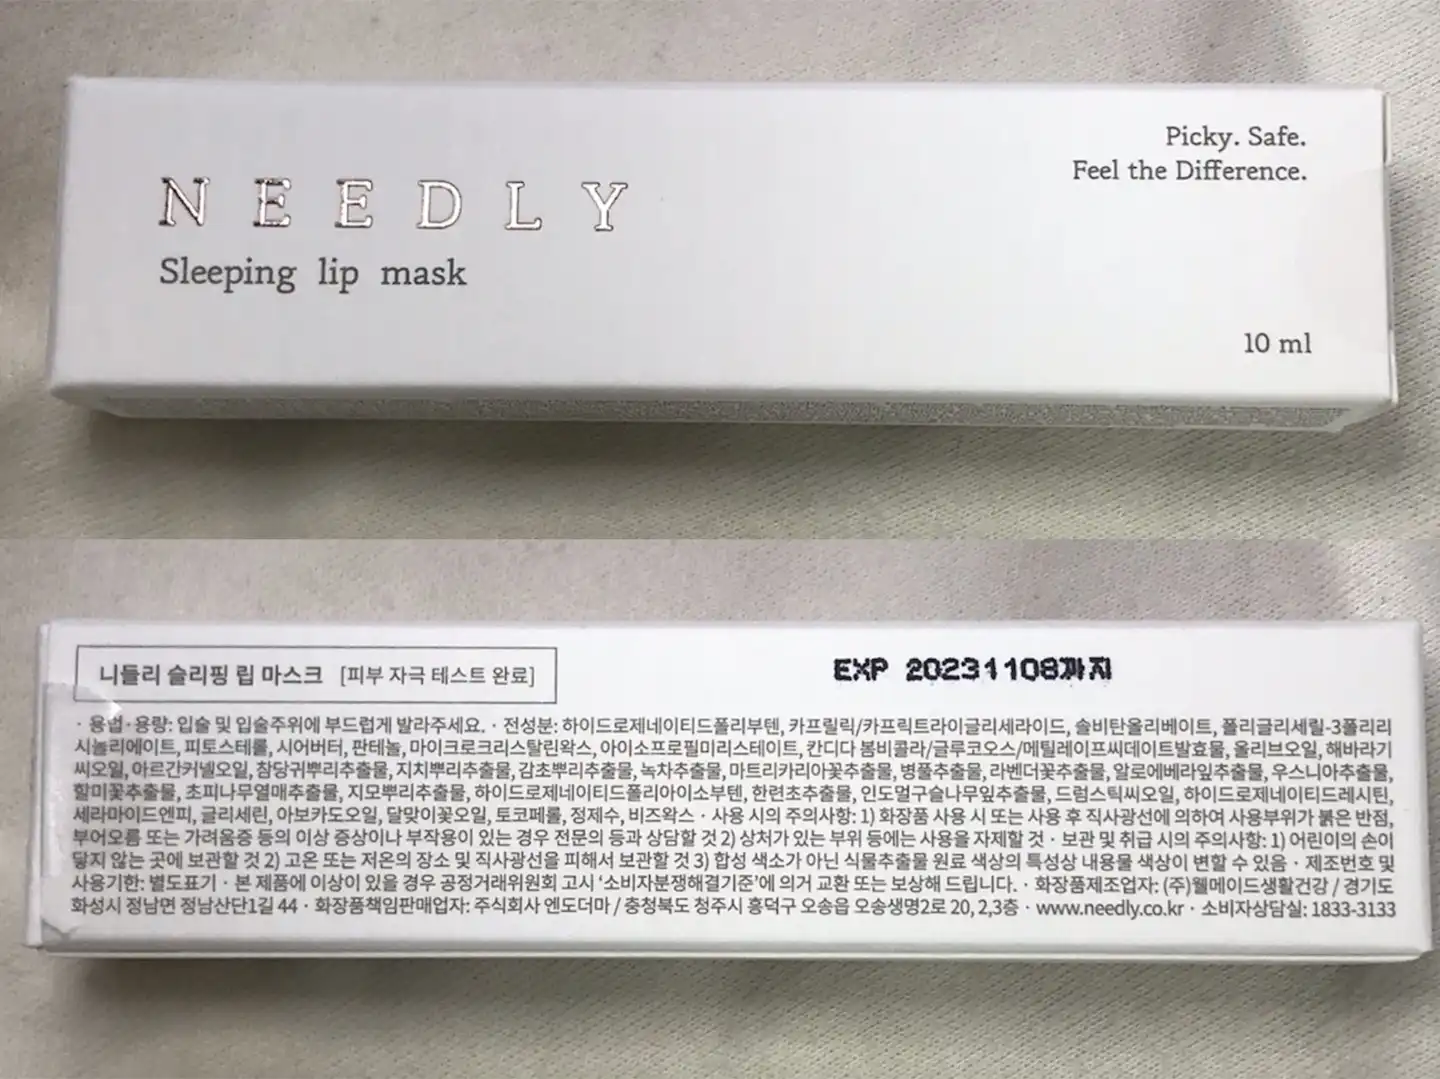 Picky. Safe.
Feel the Difference.
NEEDLY
Sleeping lip mask
10 ml
니들리 슬리핑 립 마스크 [피부 자극 테스트 완료]
EXP 20231108까지
· 용법·용량: 입술 및 입술주위에 부드럽게 발라주세요. · 전성분: 하이드로제네이티드폴리부텐, 카프릴릭/카프릭트라이글리세라이드, 솔비탄올리베이트, 폴리글리세릴-3폴리리
시놀리에이트, 피토스테롤, 시어버터, 판테놀, 마이크로크리스탈린왁스, 아이소프로필미리스테이트, 칸디다 봄비콜라/글루코오스/메틸레이프씨데이트발효물, 올리브오일, 해바라기
씨오일, 아르간커넬오일, 참당귀뿌리추출물, 지치뿌리추출물, 감초뿌리추출물, 녹차추출물, 마트리카리아꽃추출물, 병풀추출물, 라벤더꽃추출물, 알로에베라잎추출물, 우스니아추출물,
할미꽃추출물, 초피나무열매추출물, 지모뿌리추출물, 하이드로제네이티드폴리아이소부텐, 한련초추출물, 인도멀구슬나무잎추출물, 드럼스틱씨오일, 하이드로제네이티드레시틴,
세라마이드엔피, 글리세린, 아보카도오일, 달맞이꽃오일, 토코페롤, 정제수, 비즈왁스 · 사용 시의 주의사항: 1) 화장품 사용 시 또는 사용 후 직사광선에 의하여 사용부위가 붉은 반점,
부어오름 또는 가려움증 등의 이상 증상이나 부작용이 있는 경우 전문의 등과 상담할 것 2) 상처가 있는 부위 등에는 사용을 자제할 것 · 보관 및 취급 시의 주의사항: 1) 어린이의 손이
닿지 않는 곳에 보관할 것 2) 고온 또는 저온의 장소 및 직사광선을 피해서 보관할 것 3) 합성 색소가 아닌 식물추출물 원료 색상의 특성상 내용물 색상이 변할 수 있음 · 제조번호 및
사용기한: 별도표기 · 본 제품에 이상이 있을 경우 공정거래위원회 고시 ‘소비자분쟁해결기준’에 의거 교환 또는 보상해 드립니다. · 화장품제조업자: (주)웰메이드생활건강 / 경기도
화성시 정남면 정남산단1길 44 · 화장품책임판매업자: 주식회사 엔도더마 / 충청북도 청주시 흥덕구 오송읍 오송생명2로 20, 2,3층 · www.needly.co.kr · 소비자상담실: 1833-3133